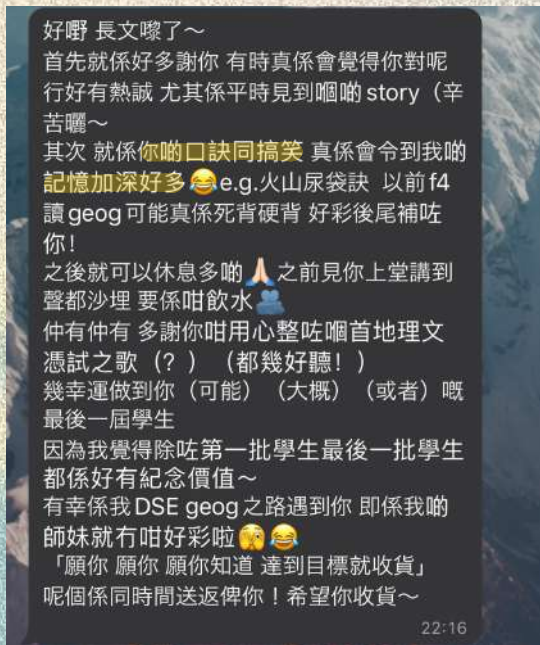 好嘢 長文嚟了～
首先就係好多謝你 有時真係會覺得你對呢
行好有熱誠 尤其係平時見到嗰啲story（辛
苦曬～
其次 就係你啲口訣同搞笑 真係會令到我啲
記憶加深好多😂e.g.火山尿袋訣 以前f4
讀geog可能真係死背硬背 好彩後尾補咗
你！
之後就可以休息多啲🙏🏻之前見你上堂講到
聲都沙埋 要係咁飲水🫂
仲有仲有 多謝你咁用心整咗嗰首地理文
憑試之歌（？）（都幾好聽！）
幾幸運做到你（可能）（大概）（或者）嘅
最後一屆學生
因為我覺得除咗第一批學生最後一批學生
都係好有紀念價值～
有幸係我DSE geog之路遇到你 即係我啲
師妹就冇咁好彩啦🫣😂
「願你 願你 願你知道 達到目標就收貨」
呢個係同時間送返俾你！希望你收貨～
22:16